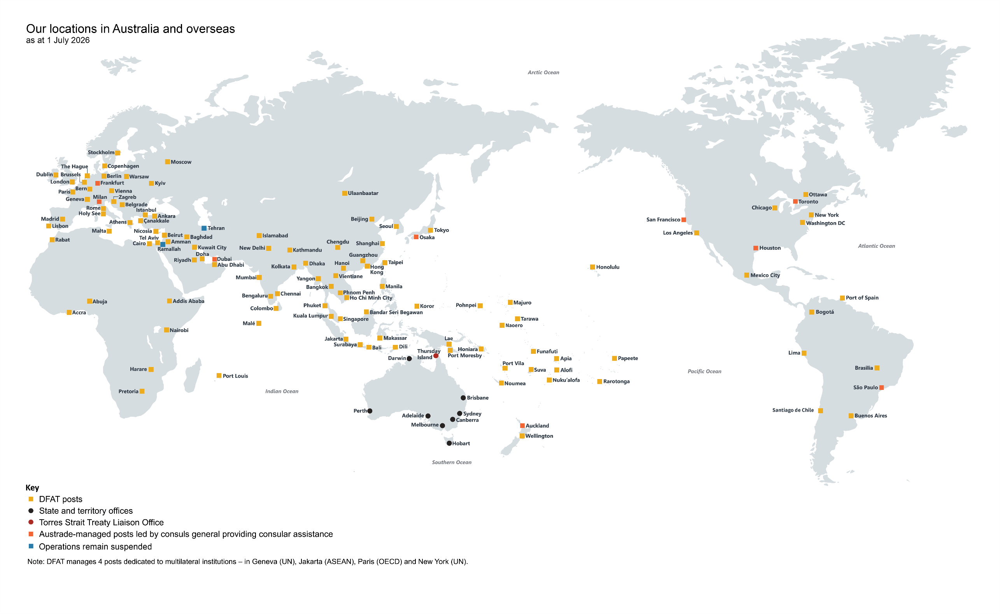 Our locations in Australia and overseas
as at 1 July 2026
Arctic Ocean
Stockholm
Moscow
The Hague
Copenhagen
Dublin
Brussels
Berlin
Warsaw
London
Frankfurt
Kyiv
Bern
Paris
Vienna
Geneva
Milan
Zagreb
Belgrade
Rome
Istanbul
Holy See
Ankara
Madrid
Athens
Çanakkale
Lisbon
Malta
Nicosia
Tehran
Tel Aviv
Beirut
Baghdad
Rabat
Cairo
Amman
Ramallah
Kuwait City
Doha
Riyadh
Dubai
Abu Dhabi
Ulaanbaatar
Beijing
Seoul
Tokyo
Osaka
Islamabad
Chengdu
Shanghai
New Delhi
Kathmandu
Guangzhou
Taipei
Kolkata
Dhaka
Hanoi
Hong
Kong
Mumbai
Yangon
Vientiane
Bangkok
Manila
Bengaluru
Chennai
Phnom Penh
Ho Chi Minh City
Colombo
Phuket
Koror
Pohnpei
Majuro
Bandar Seri Begawan
Kuala Lumpur
Singapore
Malé
Tarawa
Naoero
Jakarta
Makassar
Lae
Surabaya
Bali
Dili
Thursday
Island
Honiara
Port Moresby
Funafuti
Darwin
Apia
Papeete
Port Vila
Suva
Alofi
Noumea
Nuku’alofa
Rarotonga
Abuja
Addis Ababa
Accra
Nairobi
Harare
Port Louis
Pretoria
Indian Ocean
Brisbane
Perth
Adelaide
Sydney
Canberra
Melbourne
Hobart
Auckland
Wellington
Southern Ocean
Pacific Ocean
Honolulu
Ottawa
Toronto
Chicago
New York
San Francisco
Washington DC
Los Angeles
Houston
Atlantic Ocean
Mexico City
Port of Spain
Bogotá
Lima
Brasilia
São Paulo
Santiago de Chile
Buenos Aires
Key
DFAT posts
State and territory offices
Torres Strait Treaty Liaison Office
Austrade-managed posts led by consuls general providing consular assistance
Operations remain suspended
Note: DFAT manages 4 posts dedicated to multilateral institutions – in Geneva (UN), Jakarta (ASEAN), Paris (OECD) and New York (UN).